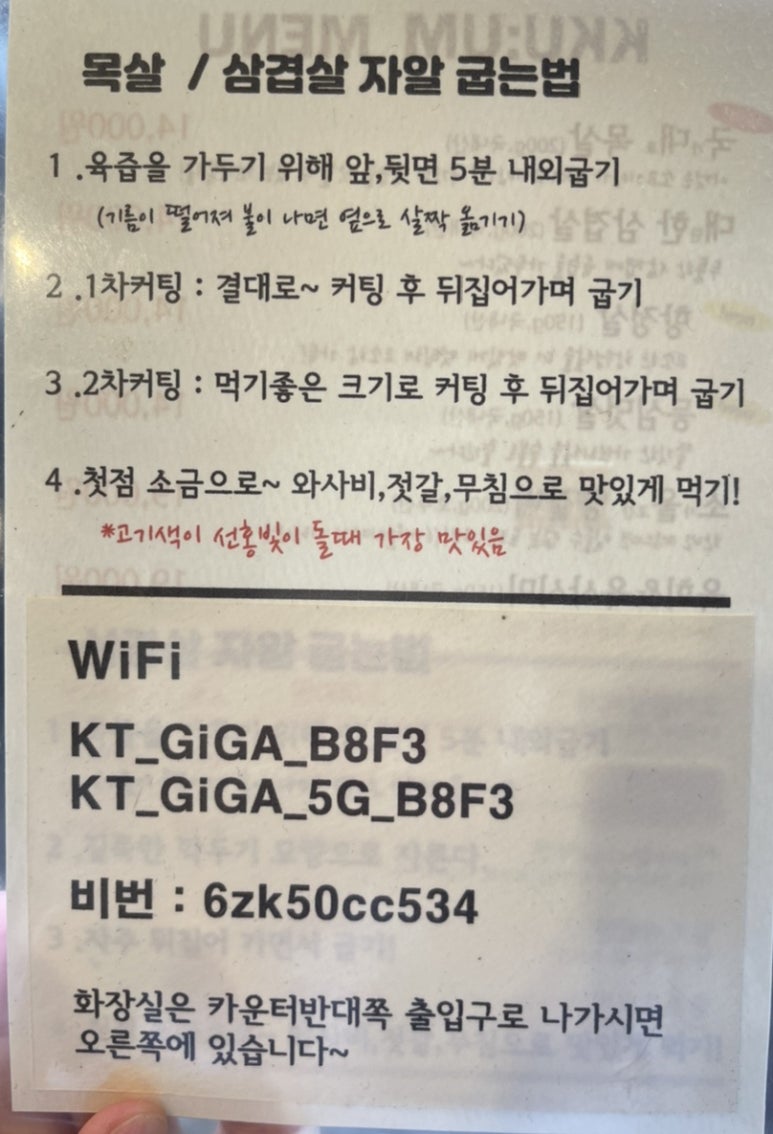 목살 / 삼겹살 자알 굽는법
1 .육즙을 가두기 위해 앞,뒷면 5분 내외굽기
(기름이 떨어져 불이 나면 옆으로 살짝 옮기기)
2 .1차커팅 : 결대로~ 커팅 후 뒤집어가며 굽기
3 .2차커팅 : 먹기좋은 크기로 커팅 후 뒤집어가며 굽기
4 .첫점 소금으로~ 와사비,젓갈,무침으로 맛있게 먹기!
*고기색이 선홍빛이 돌때 가장 맛있음
WiFi
KT_GiGA_B8F3
KT_GiGA_5G_B8F3
비번 : 6zk50cc534
화장실은 카운터반대쪽 출입구로 나가시면
오른쪽에 있습니다~